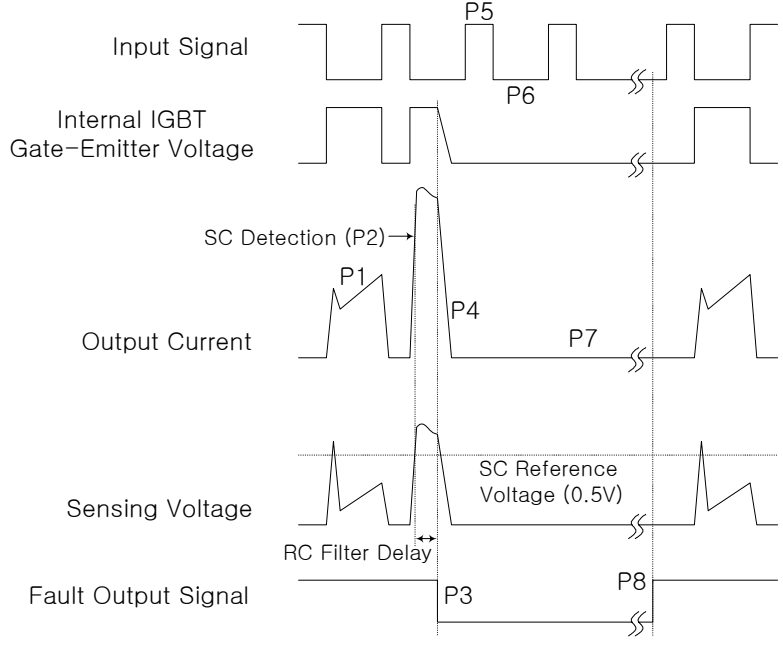 P5
Input Signal
P6
Internal IGBT
Gate-Emitter Voltage
SC Detection (P2)
P1
P4
P7
Output Current
SC Reference
Voltage (0.5V)
Sensing Voltage
RC Filter Delay
P3
P8
Fault Output Signal